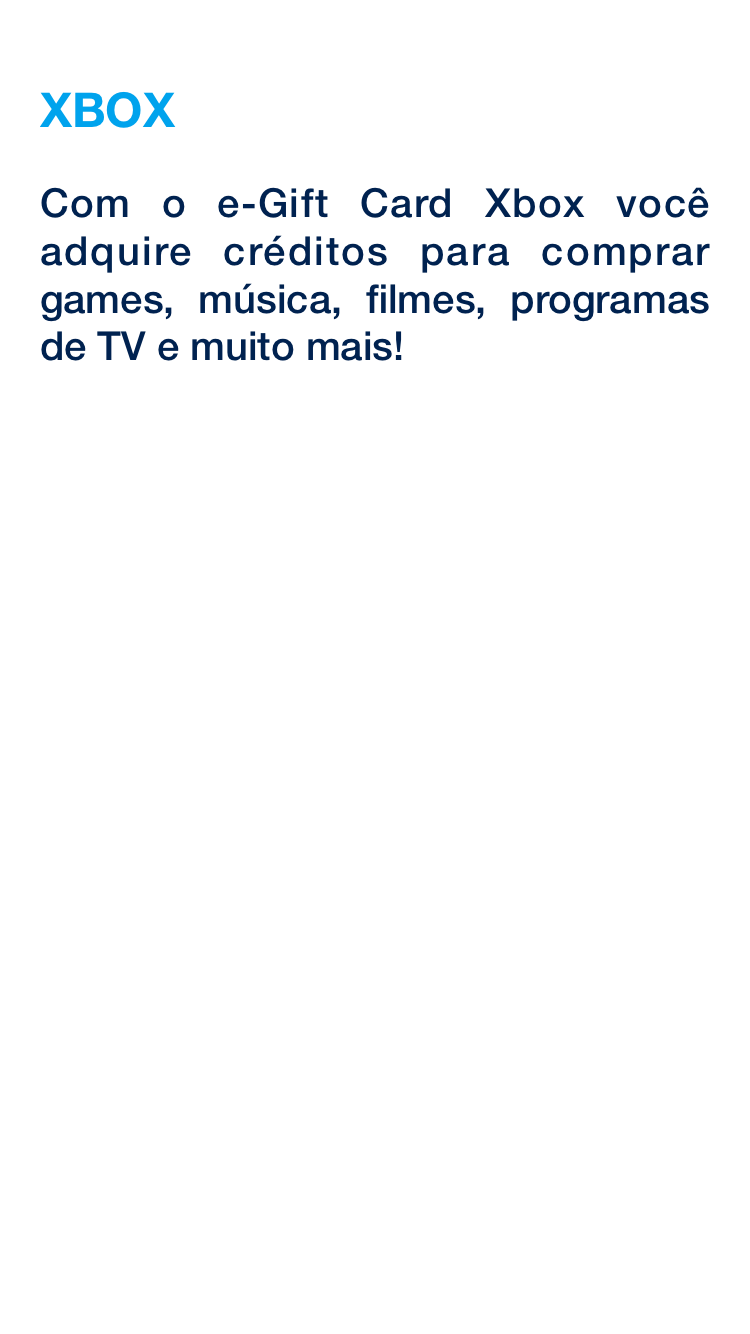 XBOX
Com o e-Gift Card Xbox você
adquire créditos para comprar
games, música, filmes, programas
de TV e muito mais!